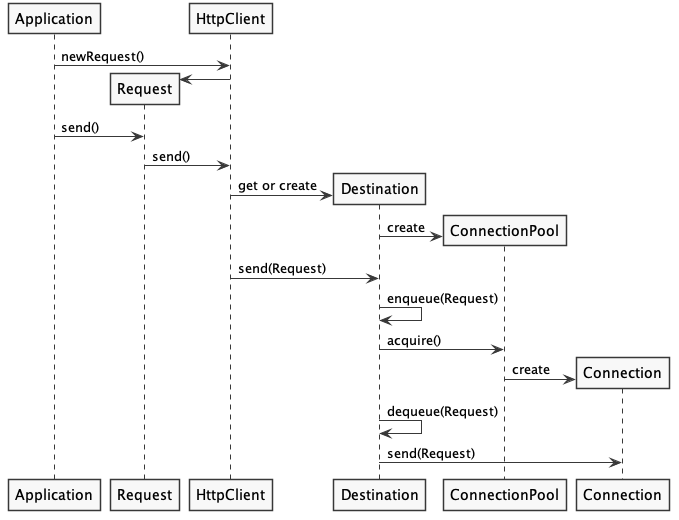 Application
HttpClient
newRequest()
Request
send()
send()
get or create
Destination
create
ConnectionPool
send(Request)
enqueue(Request)
acquire()
create
Connection
dequeue(Request)
send(Request)
Application
Request
HttpClient
Destination
ConnectionPool
Connection